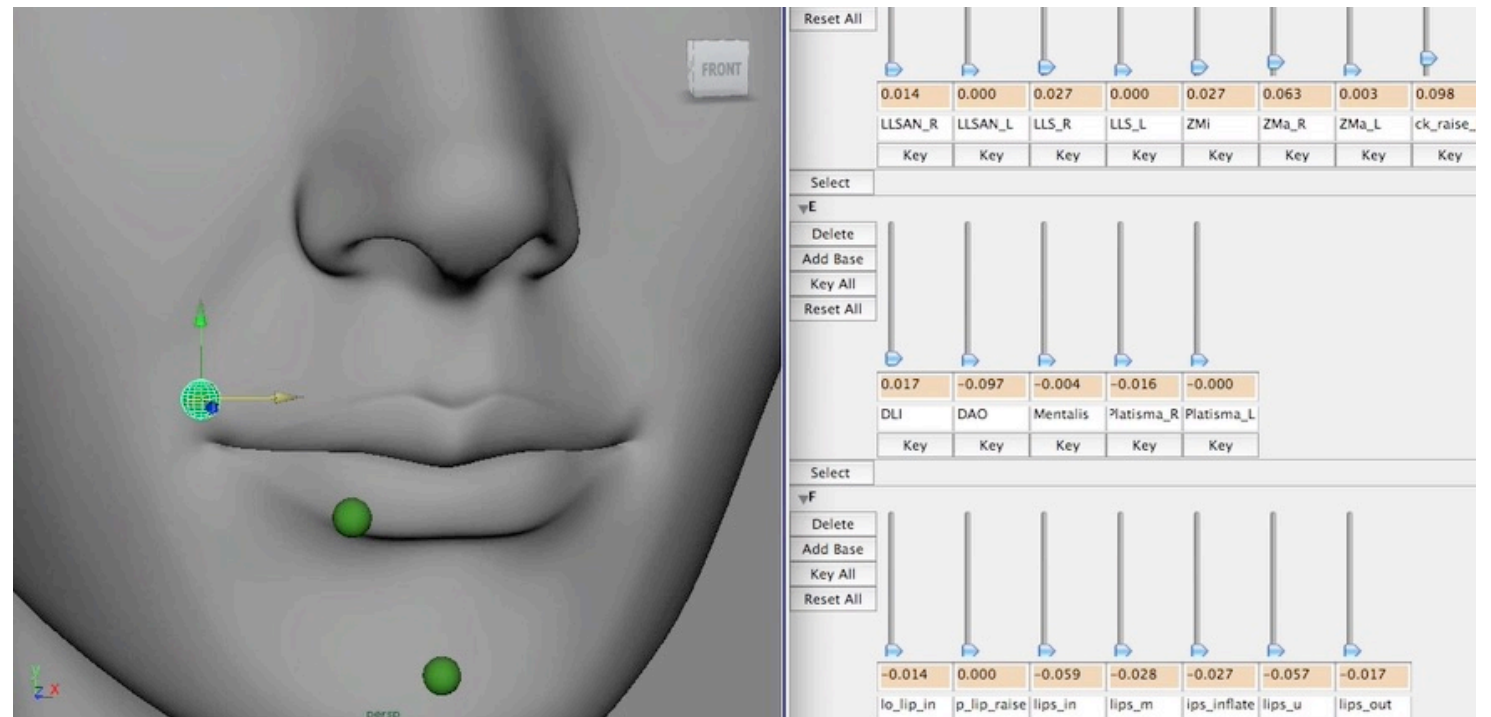 FRONT
y
z x
persp
Reset All
0.014 0.000 0.027 0.000 0.027 0.063 0.003 0.098
LLSAN_R LLSAN_L LLS_R LLS_L ZMi ZMa_R ZMa_L ck_raise_
Key Key Key Key Key Key Key Key
Select
E
Delete
Add Base
Key All
Reset All
0.017 -0.097 -0.004 -0.016 -0.000
DLI DAO Mentalis Platisma_R Platisma_L
Key Key Key Key Key
Select
F
Delete
Add Base
Key All
Reset All
-0.014 0.000 -0.059 -0.028 -0.027 -0.057 -0.017
lo_lip_in p_lip_raise lips_in lips_m ips_inflate lips_u lips_out